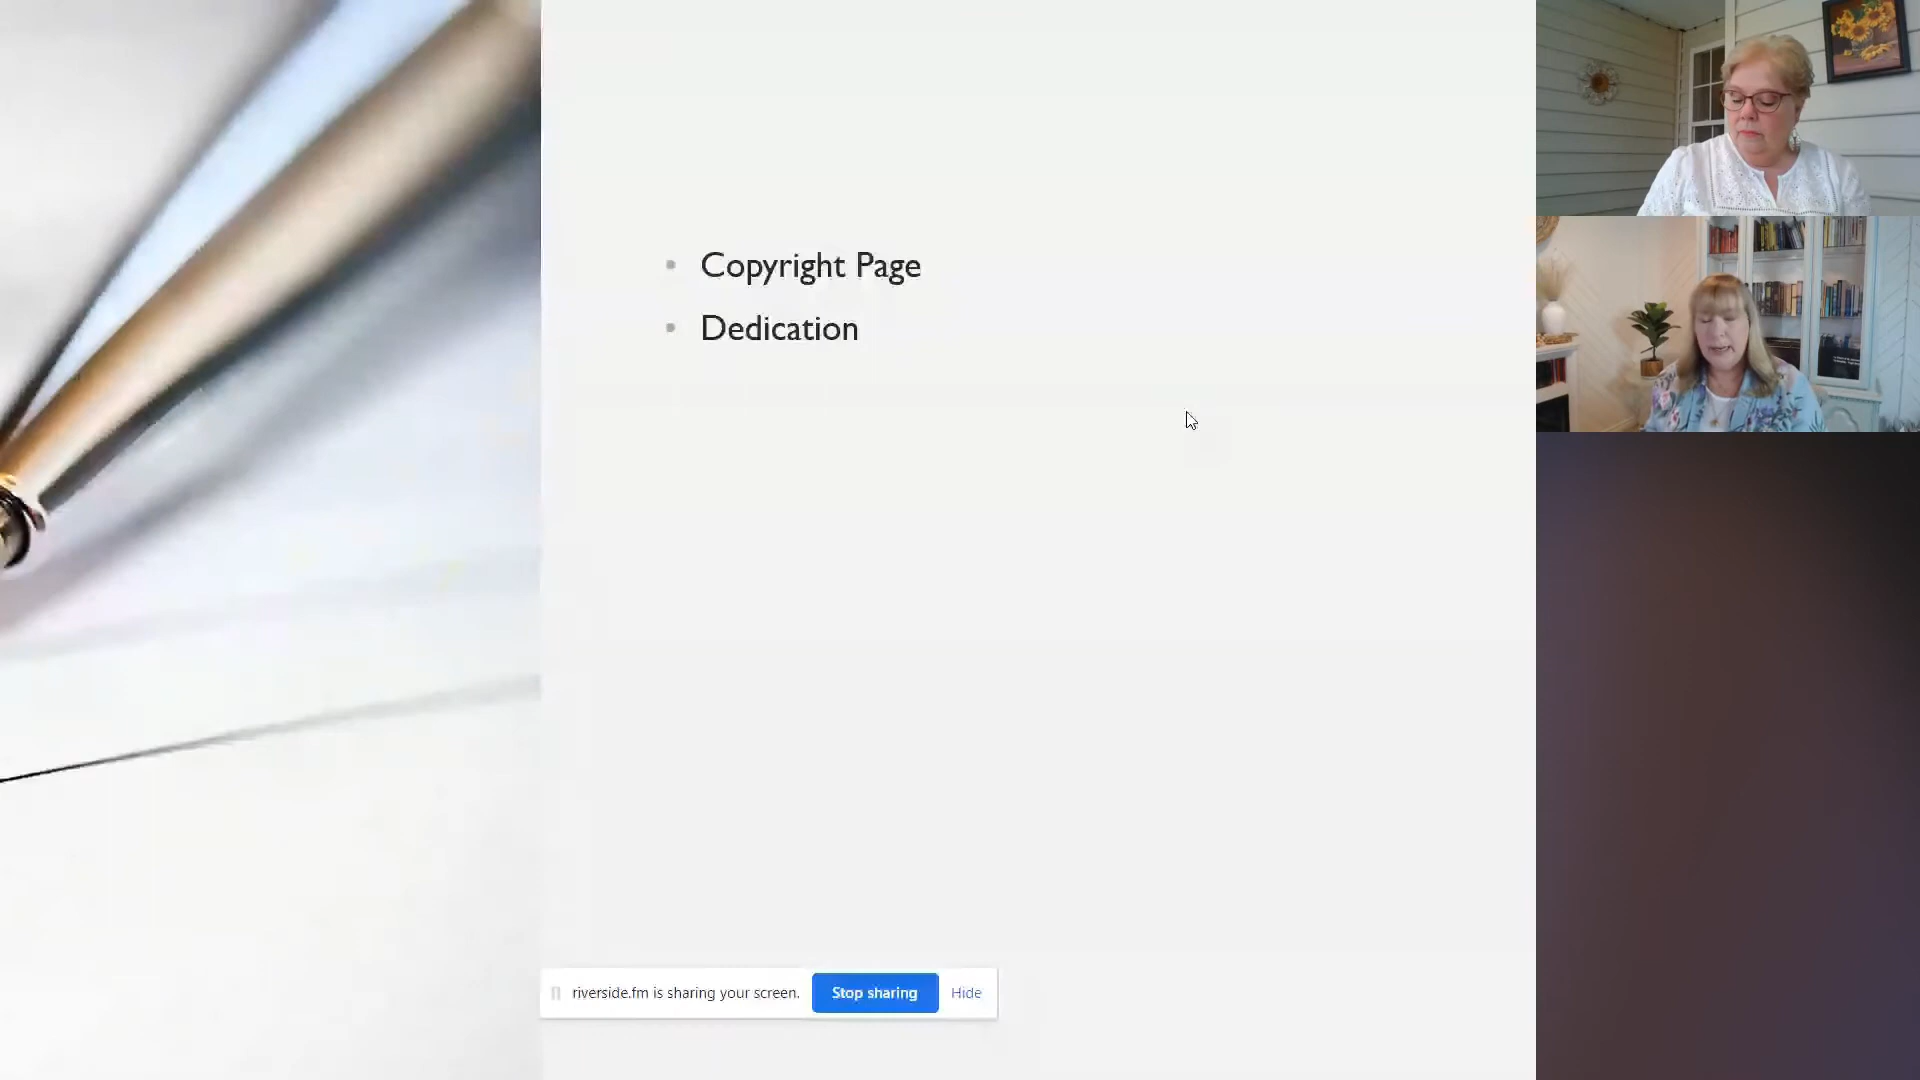 Copyright Page
Dedication
riverside.fm is sharing your screen.
Stop sharing
Hide